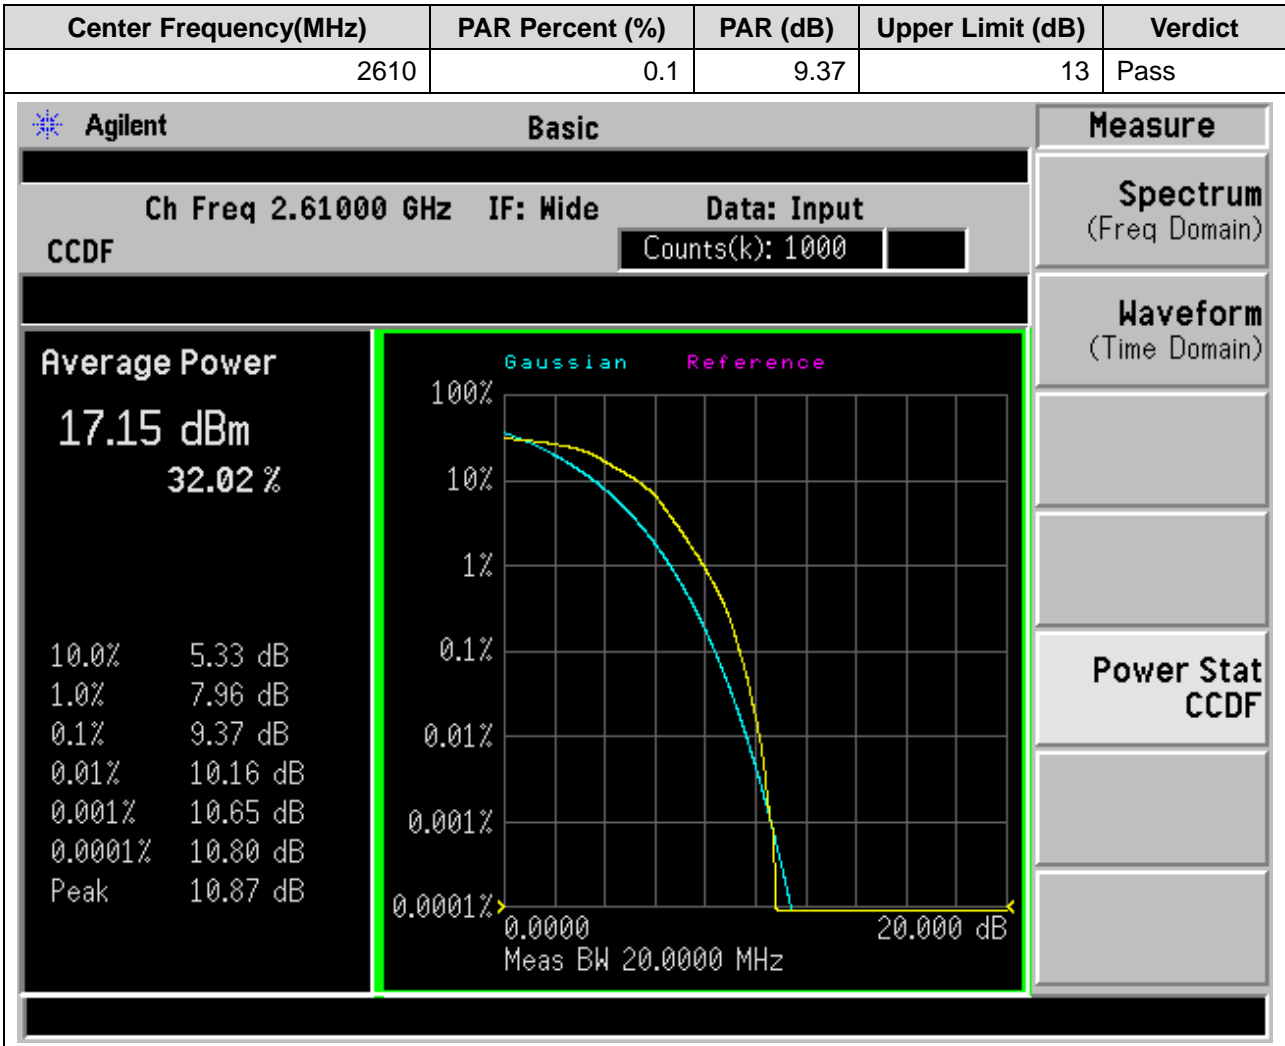 Center Frequency(MHz) PAR Percent (%) PAR (dB) Upper Limit (dB) Verdict
2610 0.1 9.37 13 Pass
Agilent Basic Measure
Ch Freq 2.61000 GHz IF: Wide Data: Input
CCDF Counts(k): 1000
Spectrum
(Freq Domain)
Waveform
(Time Domain)
Power Stat
CCDF
Average Power
17.15 dBm
32.02 %
10.0% 5.33 dB
1.0% 7.96 dB
0.1% 9.37 dB
0.01% 10.16 dB
0.001% 10.65 dB
0.0001% 10.80 dB
Peak 10.87 dB
Gaussian Reference
100%
10%
1%
0.1%
0.01%
0.001%
0.0001%
0.0000 20.000 dB
Meas BW 20.0000 MHz